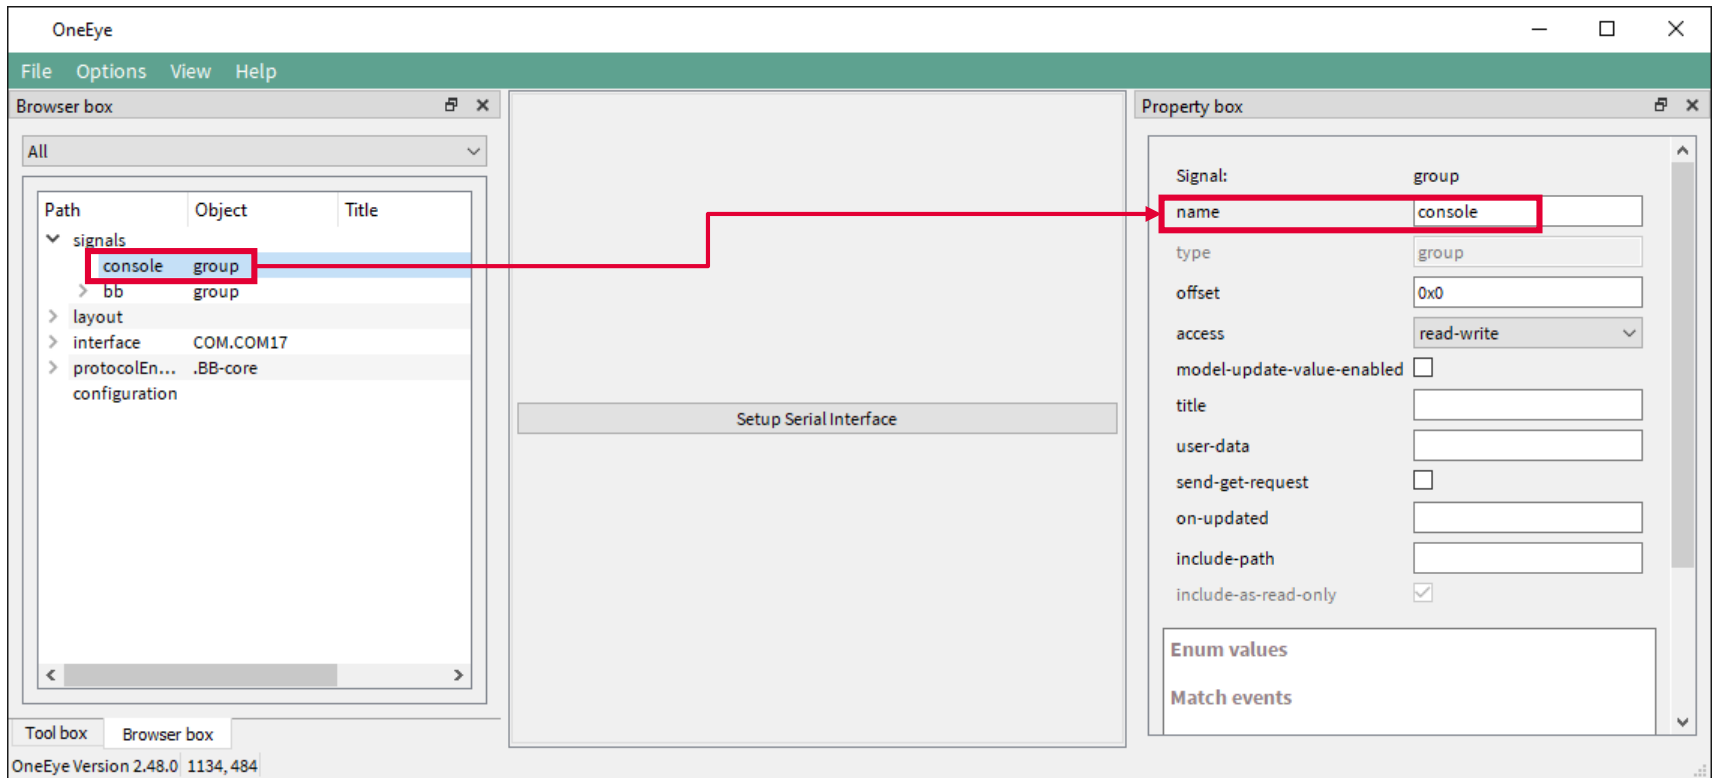 OneEye
File Options View Help
Browser box
All
Path Object Title
signals
console group
bb group
layout
interface COM.COM17
protocolEn... .BB-core
configuration
Tool box Browser box
OneEye Version 2.48.0 1134, 484
Setup Serial Interface
Property box
Signal: group
name console
type group
offset 0x0
access read-write
model-update-value-enabled
title
user-data
send-get-request
on-updated
include-path
include-as-read-only
Enum values
Match events